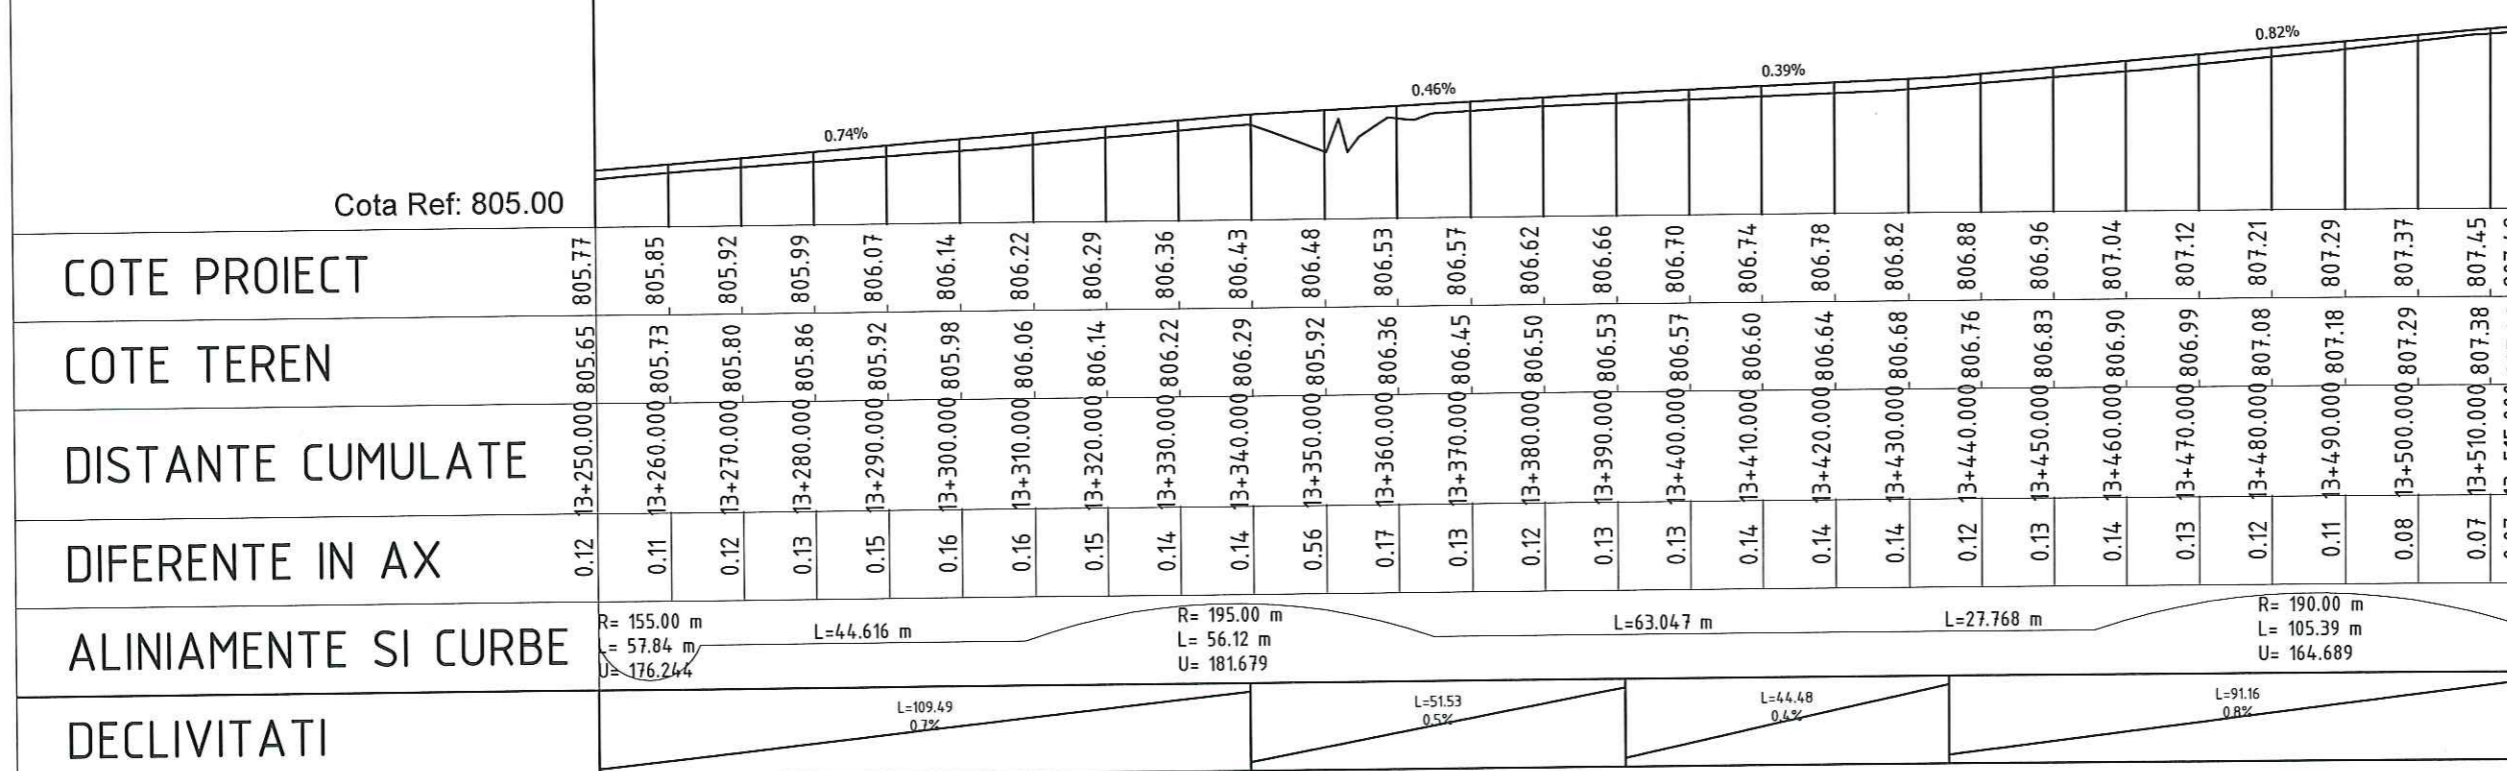 0.82%
0.39%
0.46%
0.74%
Cota Ref: 805.00
COTE PROIECT 805.77 805.85 805.92 805.99 806.07 806.14 806.22 806.29 806.36 806.43 806.48 806.53 806.57 806.62 806.66 806.70 806.74 806.78 806.82 806.88 806.96 807.04 807.12 807.21 807.29 807.37 807.45
COTE TEREN 805.65 805.73 805.80 805.86 805.92 805.98 806.06 806.14 806.22 806.29 805.92 806.36 806.45 806.50 806.53 806.57 806.60 806.64 806.68 806.76 806.83 806.90 806.99 807.08 807.18 807.29 807.38
DISTANTE CUMULATE 13+250.000 13+260.000 13+270.000 13+280.000 13+290.000 13+300.000 13+310.000 13+320.000 13+330.000 13+340.000 13+350.000 13+360.000 13+370.000 13+380.000 13+390.000 13+400.000 13+410.000 13+420.000 13+430.000 13+440.000 13+450.000 13+460.000 13+470.000 13+480.000 13+490.000 13+500.000 13+510.000
DIFERENTE IN AX 0.12 0.11 0.12 0.13 0.15 0.16 0.16 0.15 0.14 0.14 0.56 0.17 0.13 0.12 0.13 0.13 0.14 0.14 0.14 0.12 0.13 0.14 0.13 0.12 0.11 0.08 0.07
ALINIAMENTE SI CURBE
R= 155.00 m
L= 57.84 m
U= 176.244
L=44.616 m
R= 195.00 m
L= 56.12 m
U= 181.679
L=63.047 m
L=27.768 m
R= 190.00 m
L= 105.39 m
U= 164.689
DECLIVITATI
L=109.49
0.7%
L=51.53
0.5%
L=44.48
0.4%
L=91.16
0.8%